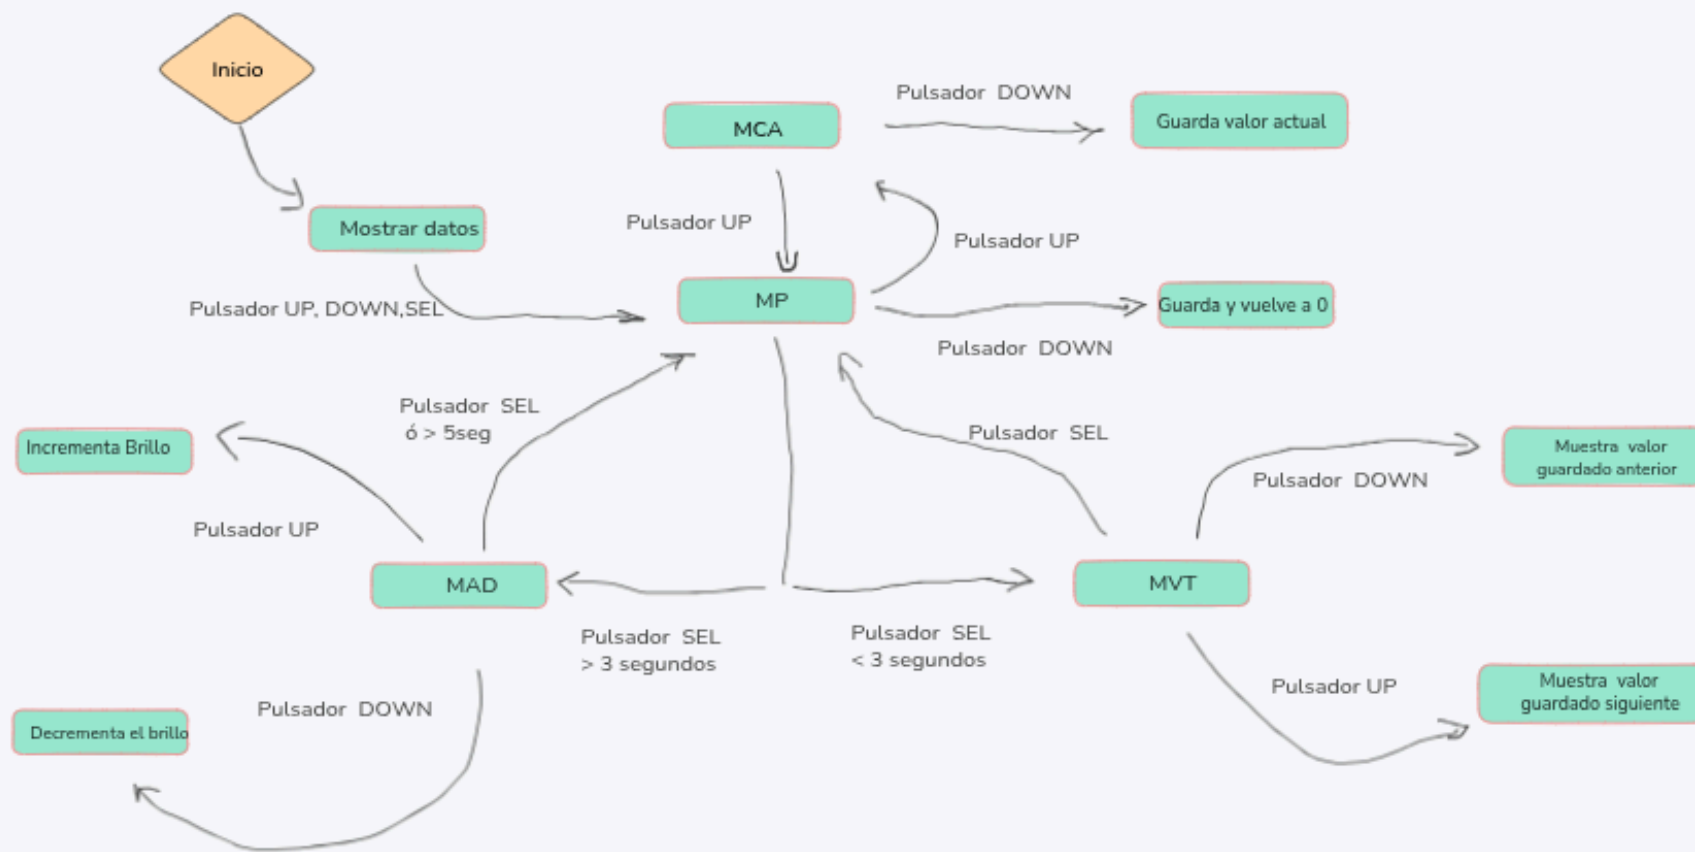 Inicio
Pulsador DOWN
MCA
Guarda valor actual
Mostrar datos
Pulsador UP
Pulsador UP
Pulsador UP, DOWN,SEL
MP
Guarda y vuelve a 0
Pulsador DOWN
Pulsador SEL
ó > 5seg
Pulsador SEL
Incrementa Brillo
Muestra valor
guardado anterior
Pulsador DOWN
Pulsador UP
MAD
MVT
Pulsador SEL
> 3 segundos
Pulsador SEL
< 3 segundos
Pulsador DOWN
Pulsador UP
Muestra valor
guardado siguiente
Decrementa el brillo